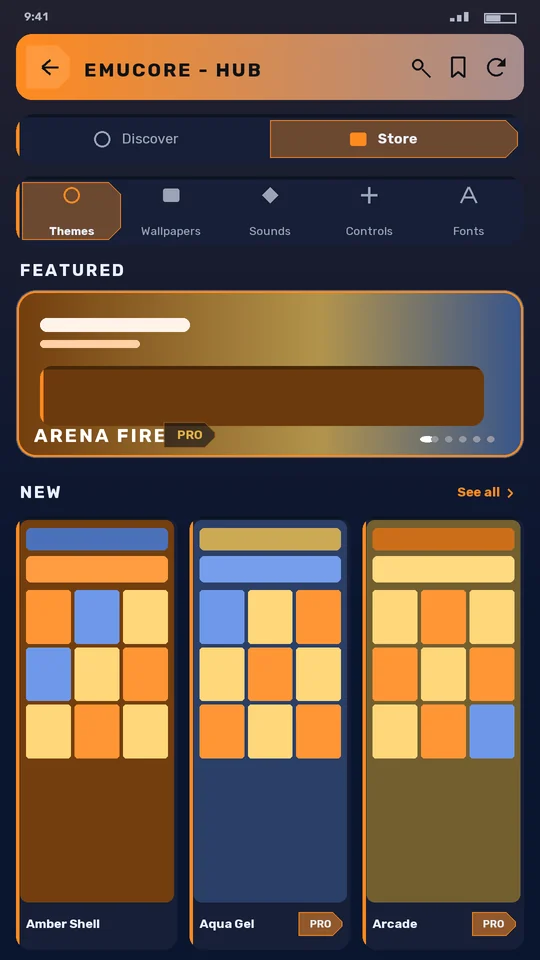 9:41
EMUCORE - HUB
Discover
Store
Themes
Wallpapers
Sounds
Controls
Fonts
FEATURED
ARENA FIRE
PRO
NEW
See all
Amber Shell
Aqua Gel
PRO
Arcade
PRO